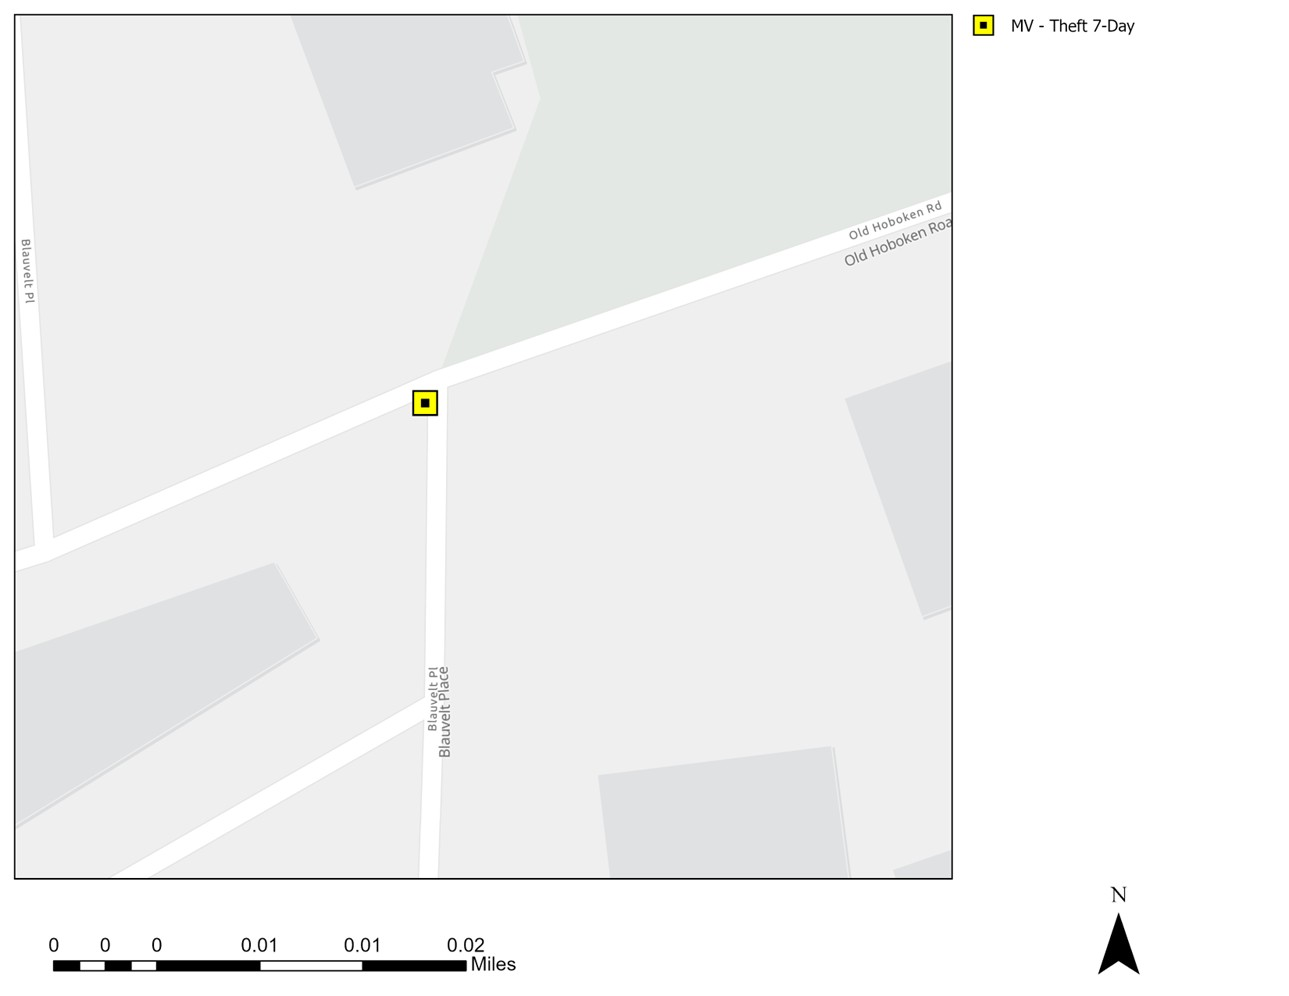 MV - Theft 7-Day
Old Hoboken Rd
Old Hoboken Roa
Blauvelt Pl
Blauvelt Pl
Blauvelt Place
N
0 0 0 0.01 0.01 0.02
Miles